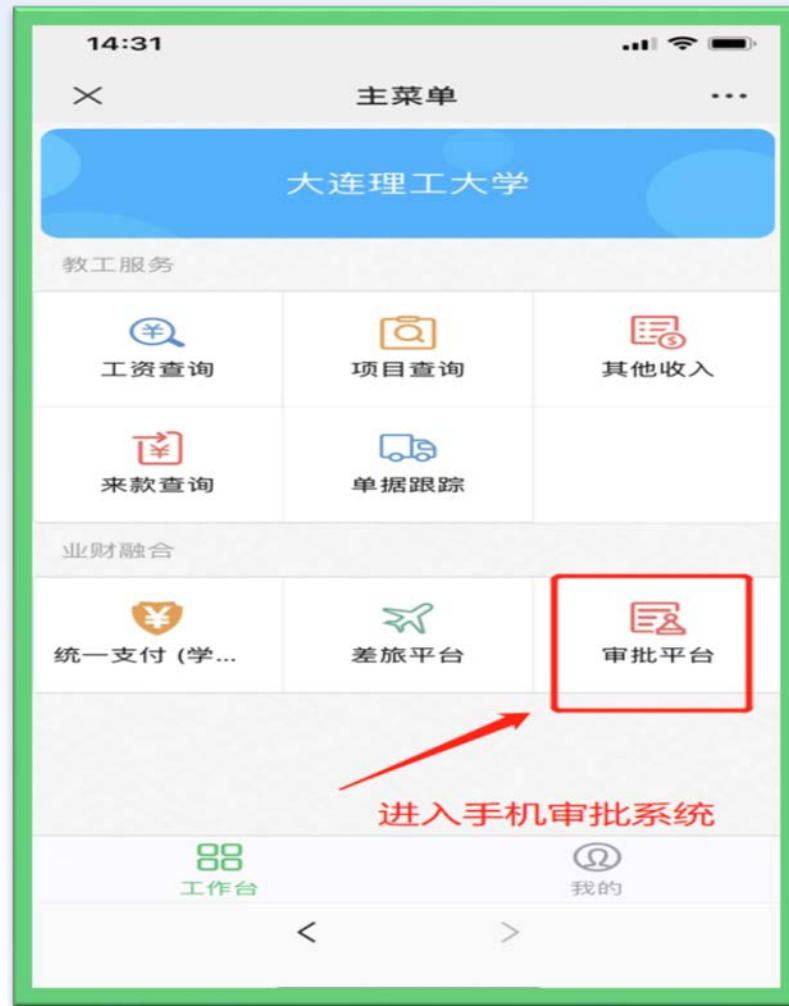 14:31
主菜单
大连理工大学
教工服务
工资查询
项目查询
其他收入
来款查询
单据跟踪
业财融合
统一支付 (学...
差旅平台
审批平台
进入手机审批系统
工作台
我的